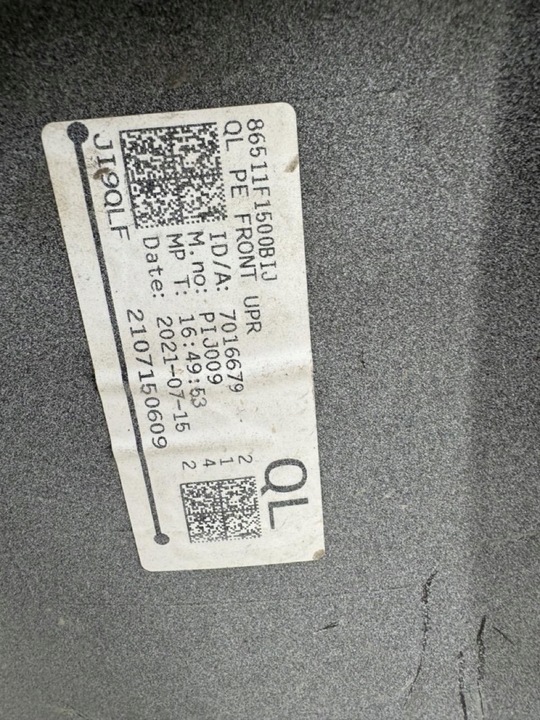 86511F1500BIJ
QL PE FRONT UPR
ID/A: 7016679
M.no: PIJ009
MP T: 16:49:53
Date: 2021-07-15
JI9QLF
2107150609
QL
2
1
4
2